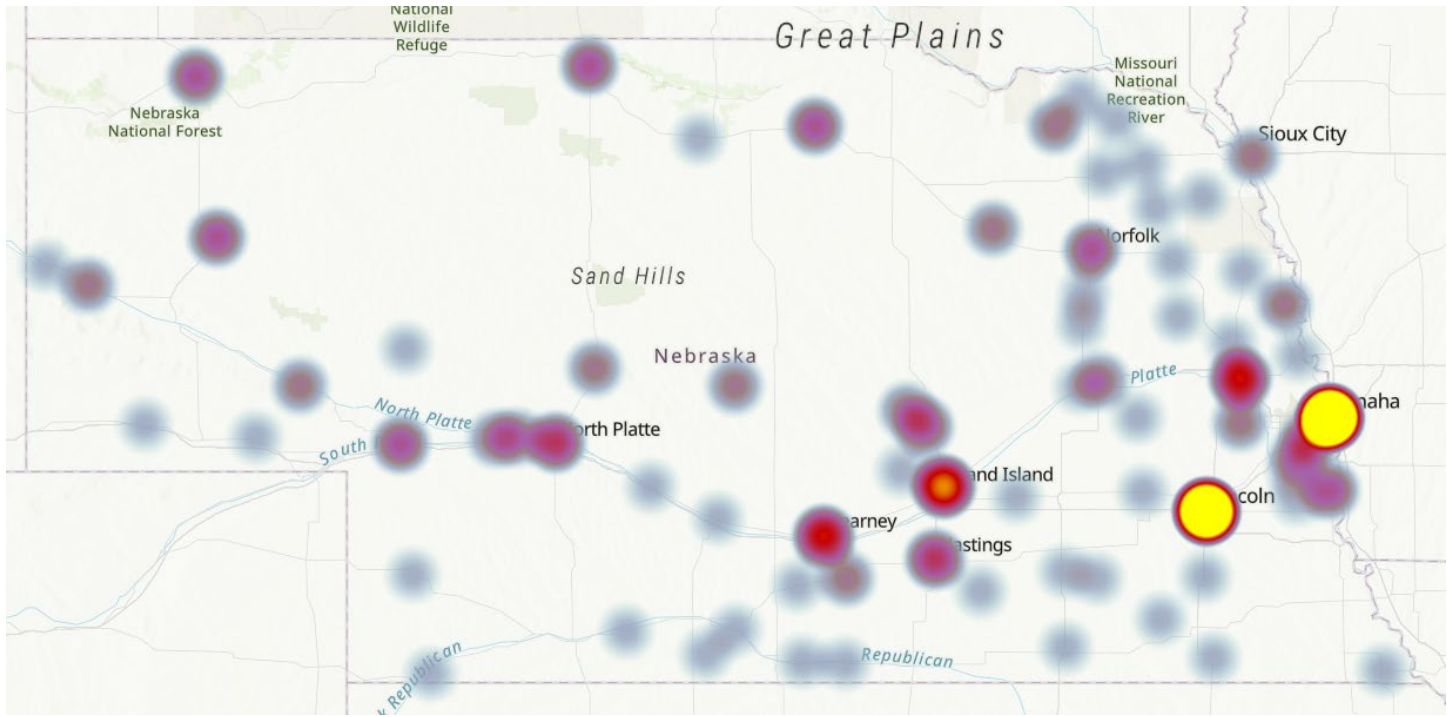 National
Wildlife
Refuge
Great Plains
Missouri
National
Recreation
River
Nebraska
National Forest
Sioux City
Norfolk
Sand Hills
Nebraska
Platte
North Platte
maha
South
orth Platte
and Island
coln
arney
astings
Republican
k Republican